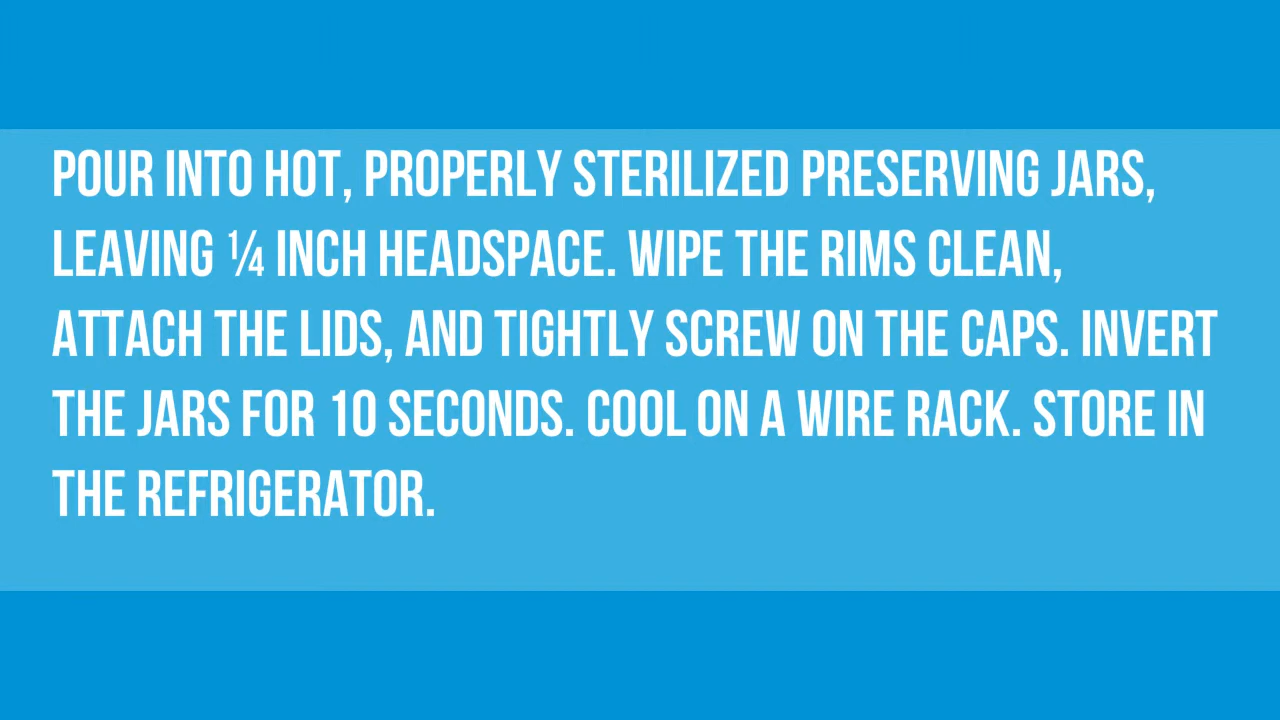 POUR INTO HOT, PROPERLY STERILIZED PRESERVING JARS,
LEAVING ¼ INCH HEADSPACE. WIPE THE RIMS CLEAN,
ATTACH THE LIDS, AND TIGHTLY SCREW ON THE CAPS. INVERT
THE JARS FOR 10 SECONDS. COOL ON A WIRE RACK. STORE IN
THE REFRIGERATOR.